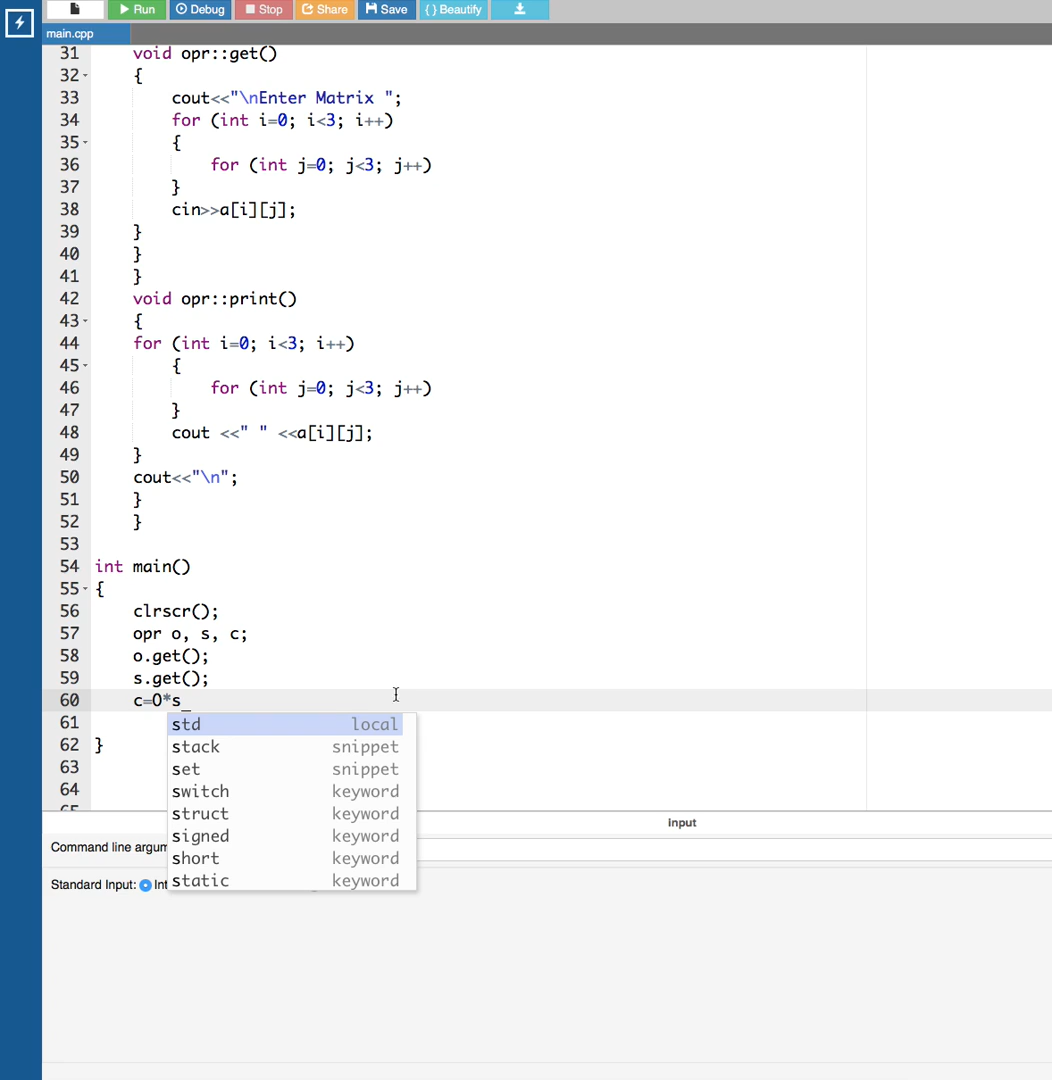 Run Debug Stop Share Save { } Beautify
main.cpp
31 void opr::get()
32 {
33 cout<<"\nEnter Matrix ";
34 for (int i=0; i<3; i++)
35 {
36 for (int j=0; j<3; j++)
37 }
38 cin>>a[i][j];
39 }
40 }
41 }
42 void opr::print()
43 {
44 for (int i=0; i<3; i++)
45 {
46 for (int j=0; j<3; j++)
47 }
48 cout <<" " <<a[i][j];
49 }
50 cout<<"\n";
51 }
52 }
53
54 int main()
55 {
56 clrscr();
57 opr o, s, c;
58 o.get();
59 s.get();
60 c=O*s_
61 std local
62 } stack snippet
63 set snippet
64 switch keyword
65 struct keyword
input
signed keyword
Command line argum short keyword
Standard Input: Int static keyword